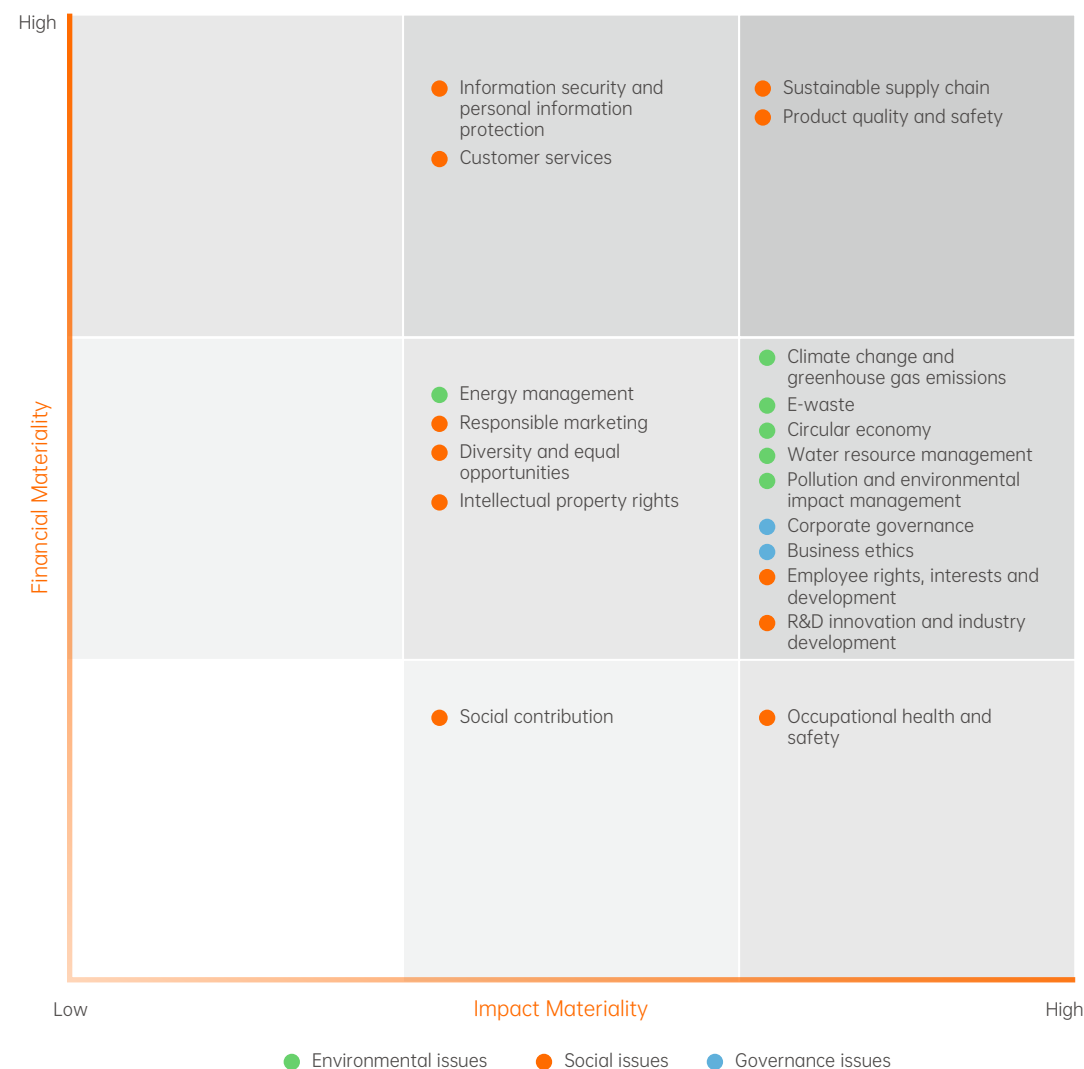 High
Information security and
personal information
protection
Customer services
Sustainable supply chain
Product quality and safety
Financial Materiality
Energy management
Responsible marketing
Diversity and equal
opportunities
Intellectual property rights
Climate change and
greenhouse gas emissions
E-waste
Circular economy
Water resource management
Pollution and environmental
impact management
Corporate governance
Business ethics
Employee rights, interests and
development
R&D innovation and industry
development
Social contribution
Occupational health and
safety
Low
Impact Materiality
High
Environmental issues
Social issues
Governance issues